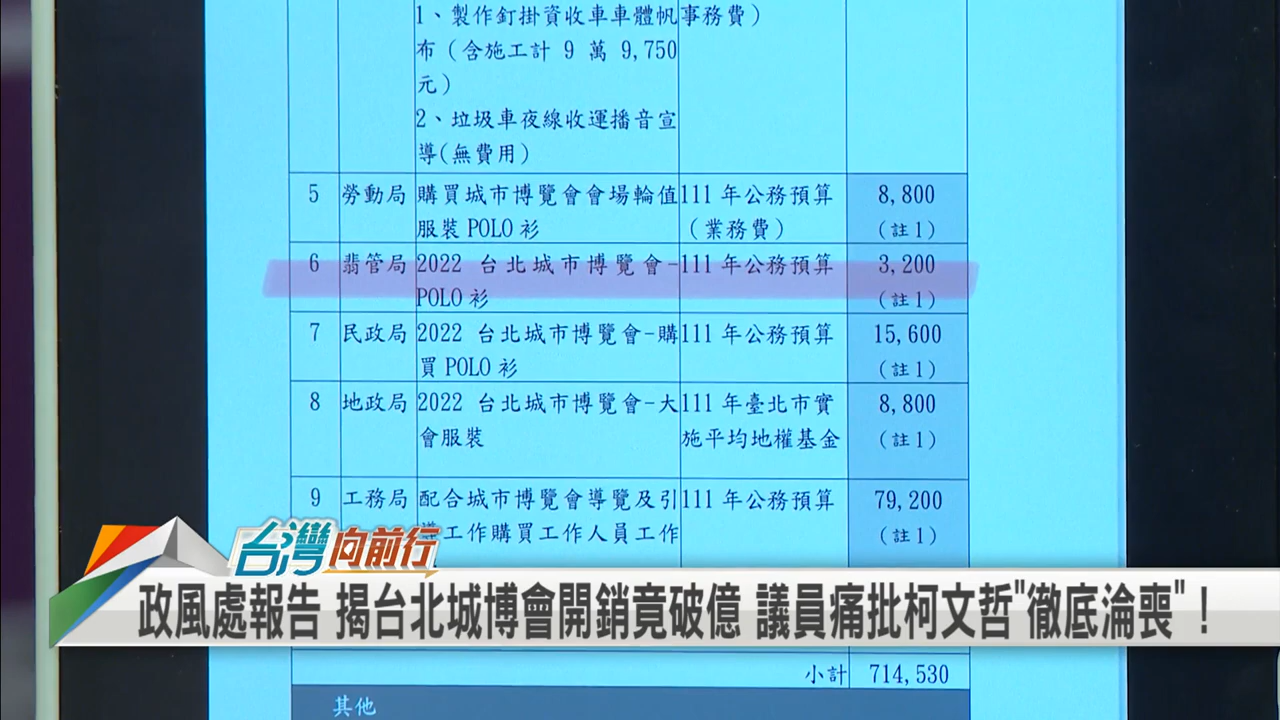 1、製作釘掛資收車車體帆事務費）
布（含施工計 9 萬 9,750
元）
2、垃圾車夜線收運播音宣
導(無費用)
5 勞動局 購買城市博覽會會場輪值 111 年公務預算 8,800
服裝 POLO 衫 （業務費） (註1)
6 翡管局 2022 台北城市博覽會- 111 年公務預算 3,200
POLO 衫 (註1)
7 民政局 2022 台北城市博覽會-購 111 年公務預算 15,600
買 POLO 衫 (註1)
8 地政局 2022 台北城市博覽會-大 111 年臺北市實 8,800
會服裝 施平均地權基金 (註1)
9 工務局 配合城市博覽會導覽及引 111 年公務預算 79,200
工作購買工作人員工作 (註1)
台灣向前行
政風處報告 揭台北城博會開銷竟破億 議員痛批柯文哲"徹底淪喪"！
小計 714,530
其他